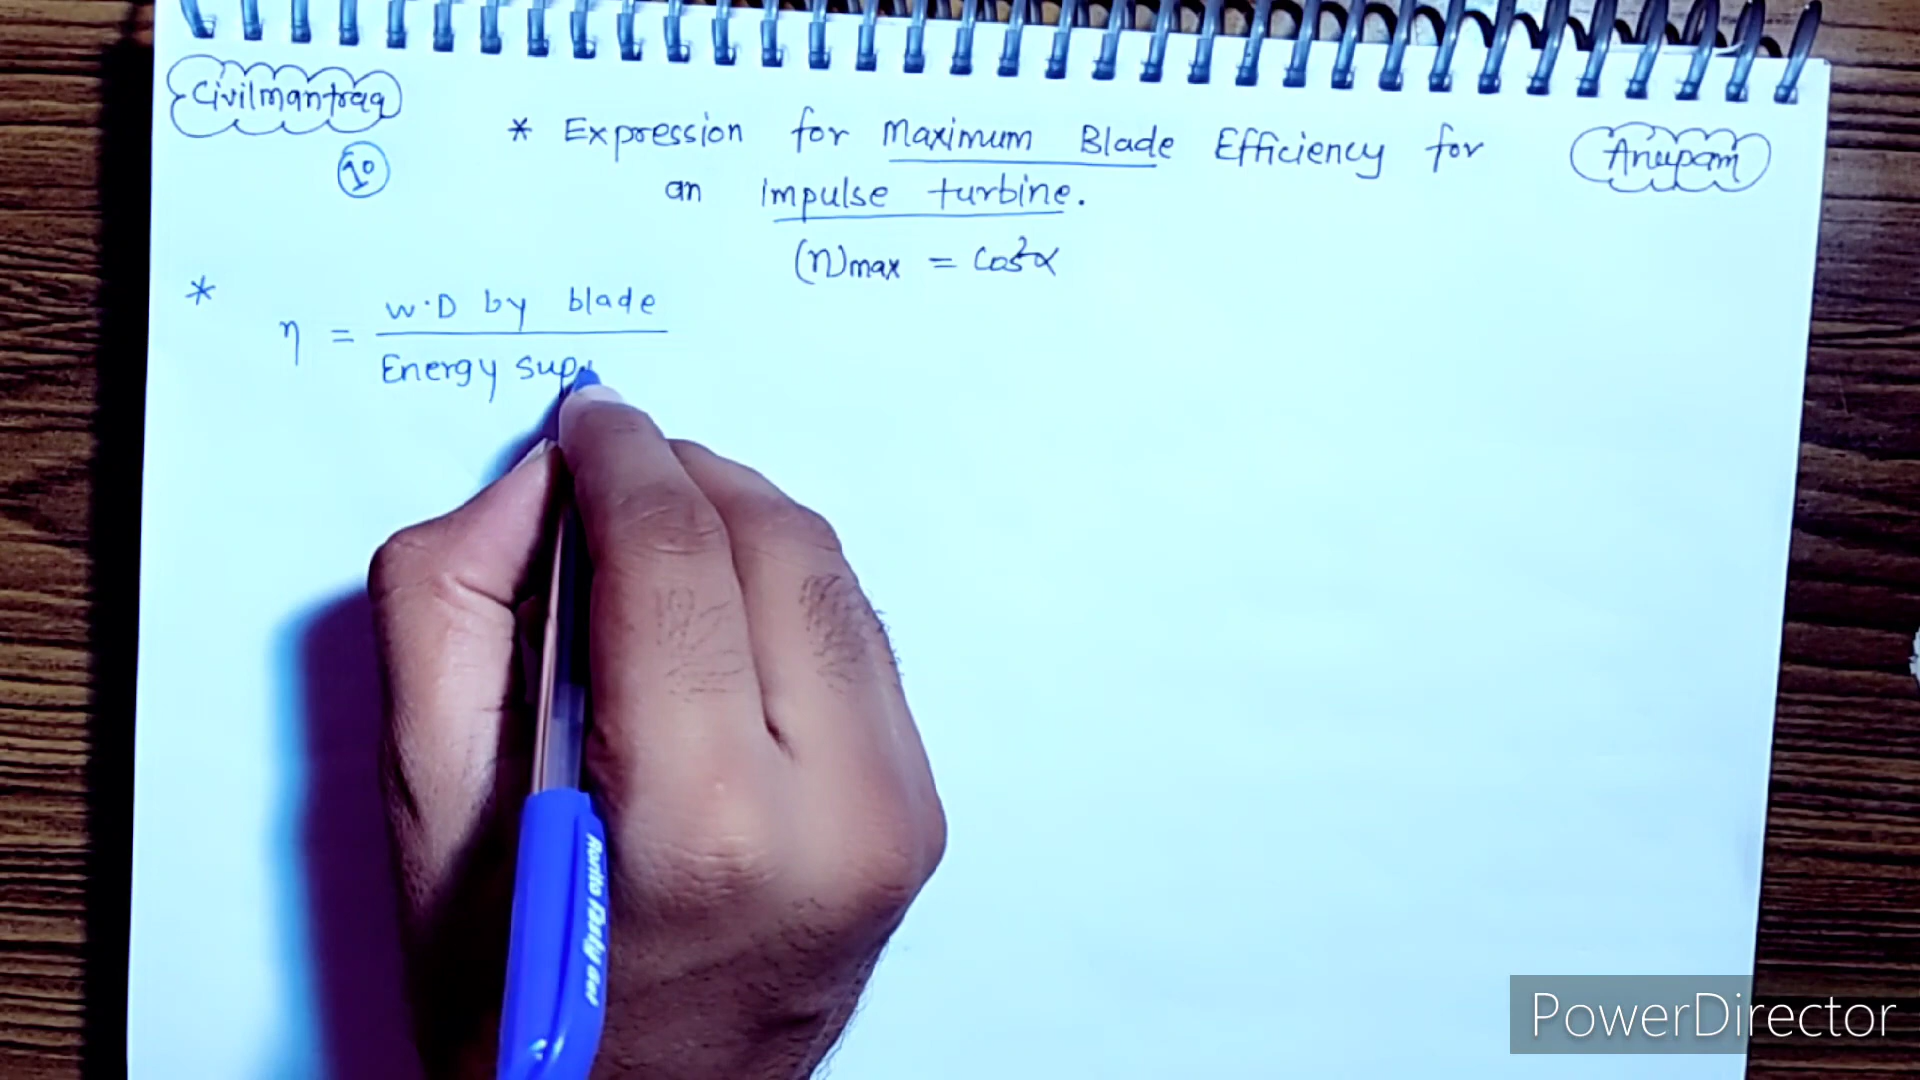 Civilmantraa
* Expression for Maximum Blade Efficiency for
Anupam
10
an impulse turbine.
(η)max = Cos²α
*
η = W.D by blade
Energy sup
Rorito
PowerDirector